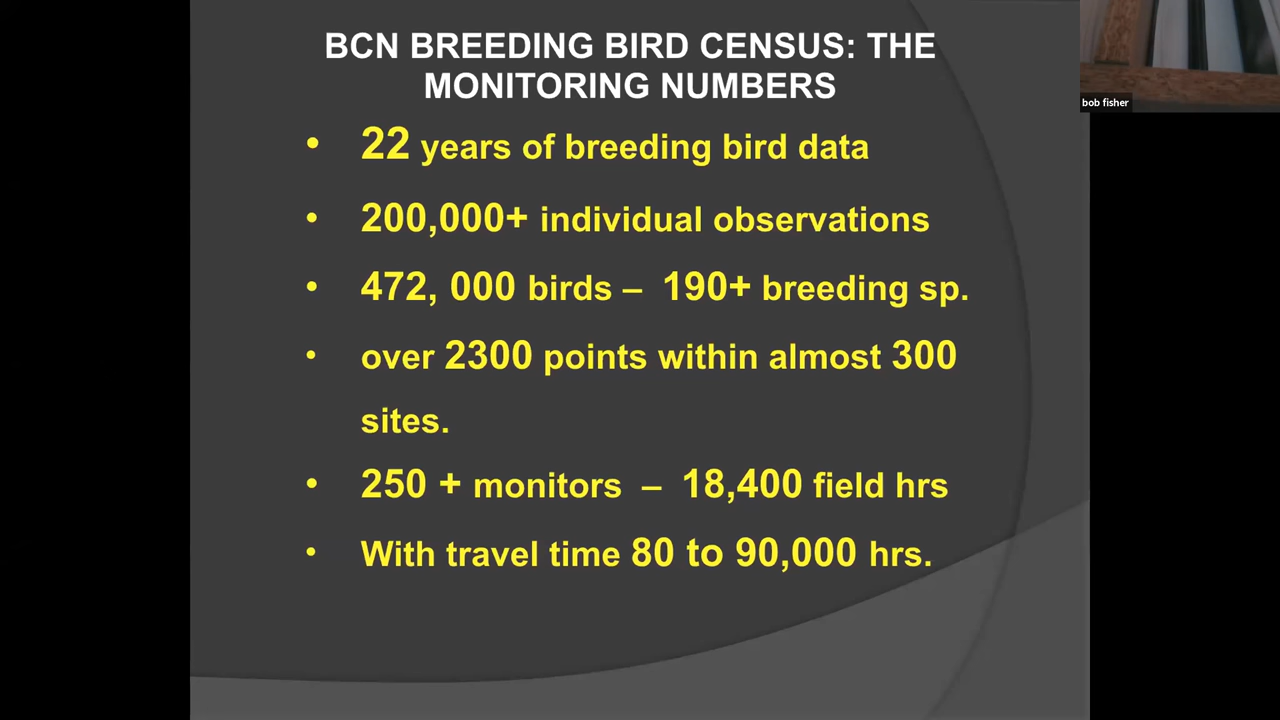 BCN BREEDING BIRD CENSUS: THE
MONITORING NUMBERS
bob fisher
• 22 years of breeding bird data
• 200,000+ individual observations
• 472, 000 birds – 190+ breeding sp.
• over 2300 points within almost 300
sites.
• 250 + monitors – 18,400 field hrs
• With travel time 80 to 90,000 hrs.